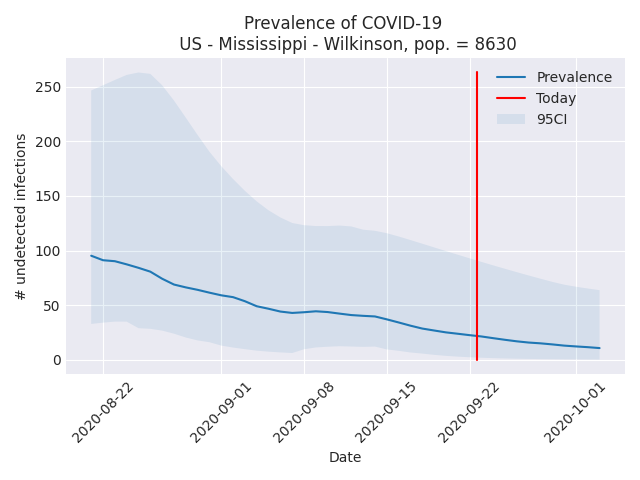 Prevalence of COVID-19
US - Mississippi - Wilkinson, pop. = 8630
Prevalence
Today
95CI
# undetected infections
250
200
150
100
50
0
2020-08-22
2020-09-01
2020-09-08
2020-09-15
2020-09-22
2020-10-01
Date